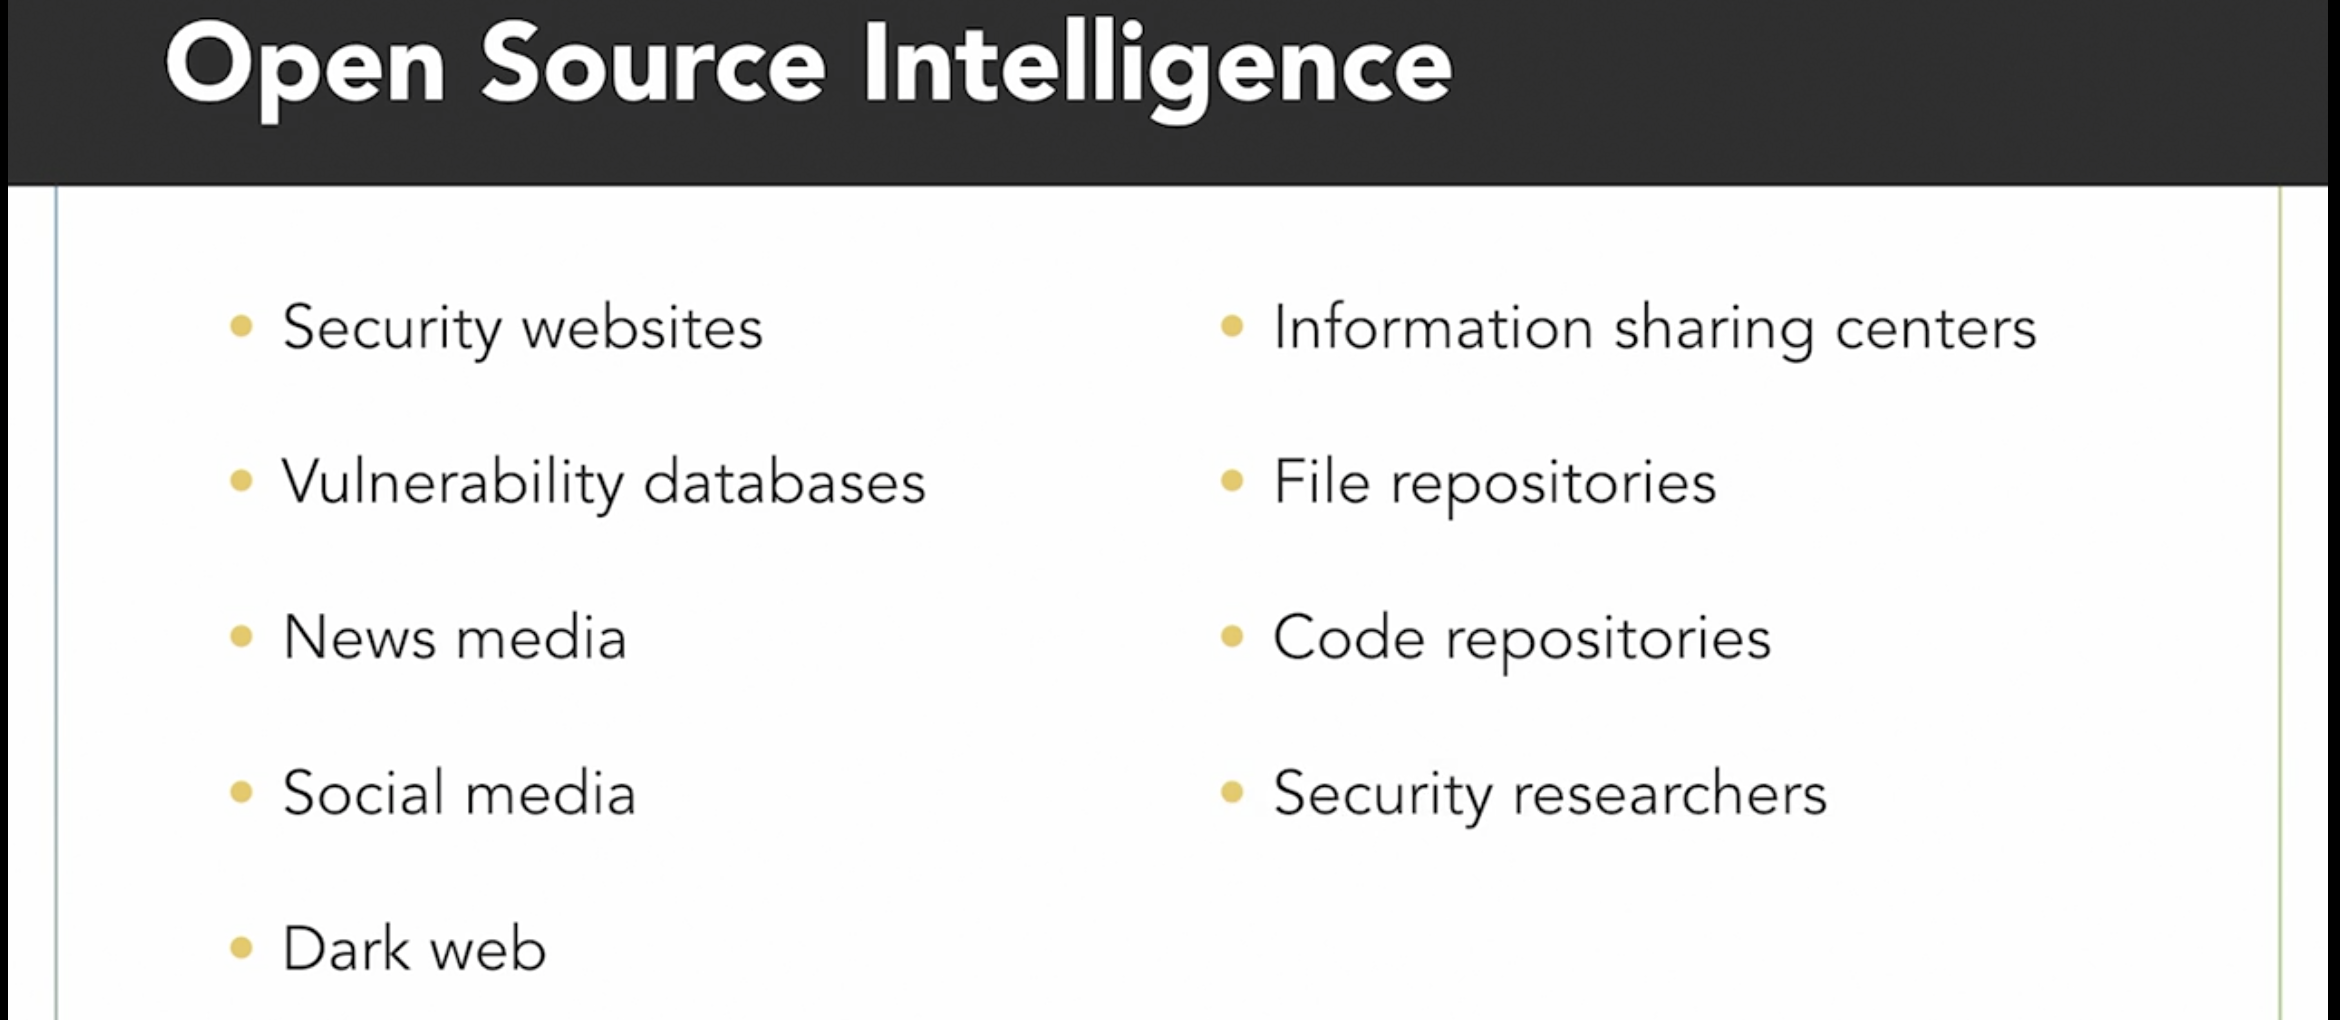 Open Source Intelligence
Security websites
Vulnerability databases
News media
Social media
Dark web
Information sharing centers
File repositories
Code repositories
Security researchers